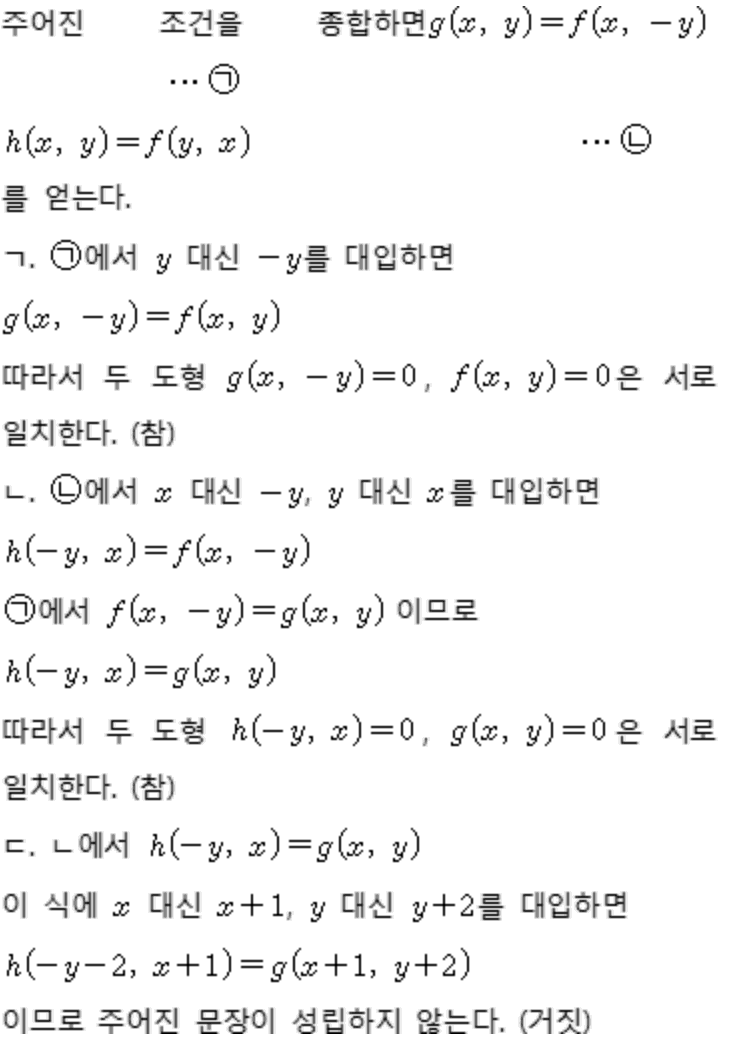 주어진 조건을 종합하면g(x, y)=f(x, -y)
… ㉠
h(x, y)=f(y, x) … ㉡
를 얻는다.
ㄱ. ㉠에서 y 대신 -y를 대입하면
g(x, -y)=f(x, y)
따라서 두 도형 g(x, -y)=0, f(x, y)=0은 서로
일치한다. (참)
ㄴ. ㉡에서 x 대신 -y, y 대신 x를 대입하면
h(-y, x)=f(x, -y)
㉠에서 f(x, -y)=g(x, y) 이므로
h(-y, x)=g(x, y)
따라서 두 도형 h(-y, x)=0, g(x, y)=0은 서로
일치한다. (참)
ㄷ. ㄴ에서 h(-y, x)=g(x, y)
이 식에 x 대신 x+1, y 대신 y+2를 대입하면
h(-y-2, x+1)=g(x+1, y+2)
이므로 주어진 문장이 성립하지 않는다. (거짓)